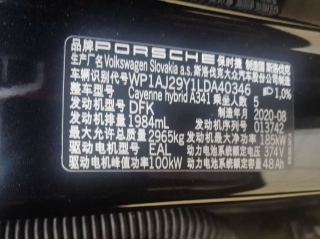 品牌 PORSCHE 保时捷 制造国 斯洛伐克
生产厂名 Volkswagen Slovakia a.s. 斯洛伐克大众汽车股份公司
车辆识别代号 WP1AJ29Y1LDA40346 1,0%
整车型号 Cayenne hybrid A341 乘坐人数 5
发动机型号 DFK 制造年月 2020-08
发动机排量 1984mL 发动机号 013742
最大允许总质量 2965kg 发动机最大净功率 185kW
驱动电机型号 EAL 动力电池系统额定电压 374V
驱动电机峰值功率 100kW 动力电池系统额定容量 48Ah